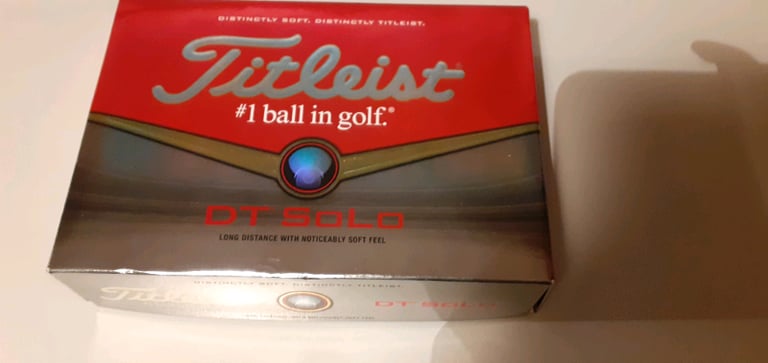 DISTINCTLY SOFT. DISTINCTLY TITLEIST.
Titleist
#1 ball in golf.®
DT SoLo
LONG DISTANCE WITH NOTICEABLY SOFT FEEL
DISTINCTLY SOFT. DISTINCTLY TITLEIST.
Titleist
DT SoLo